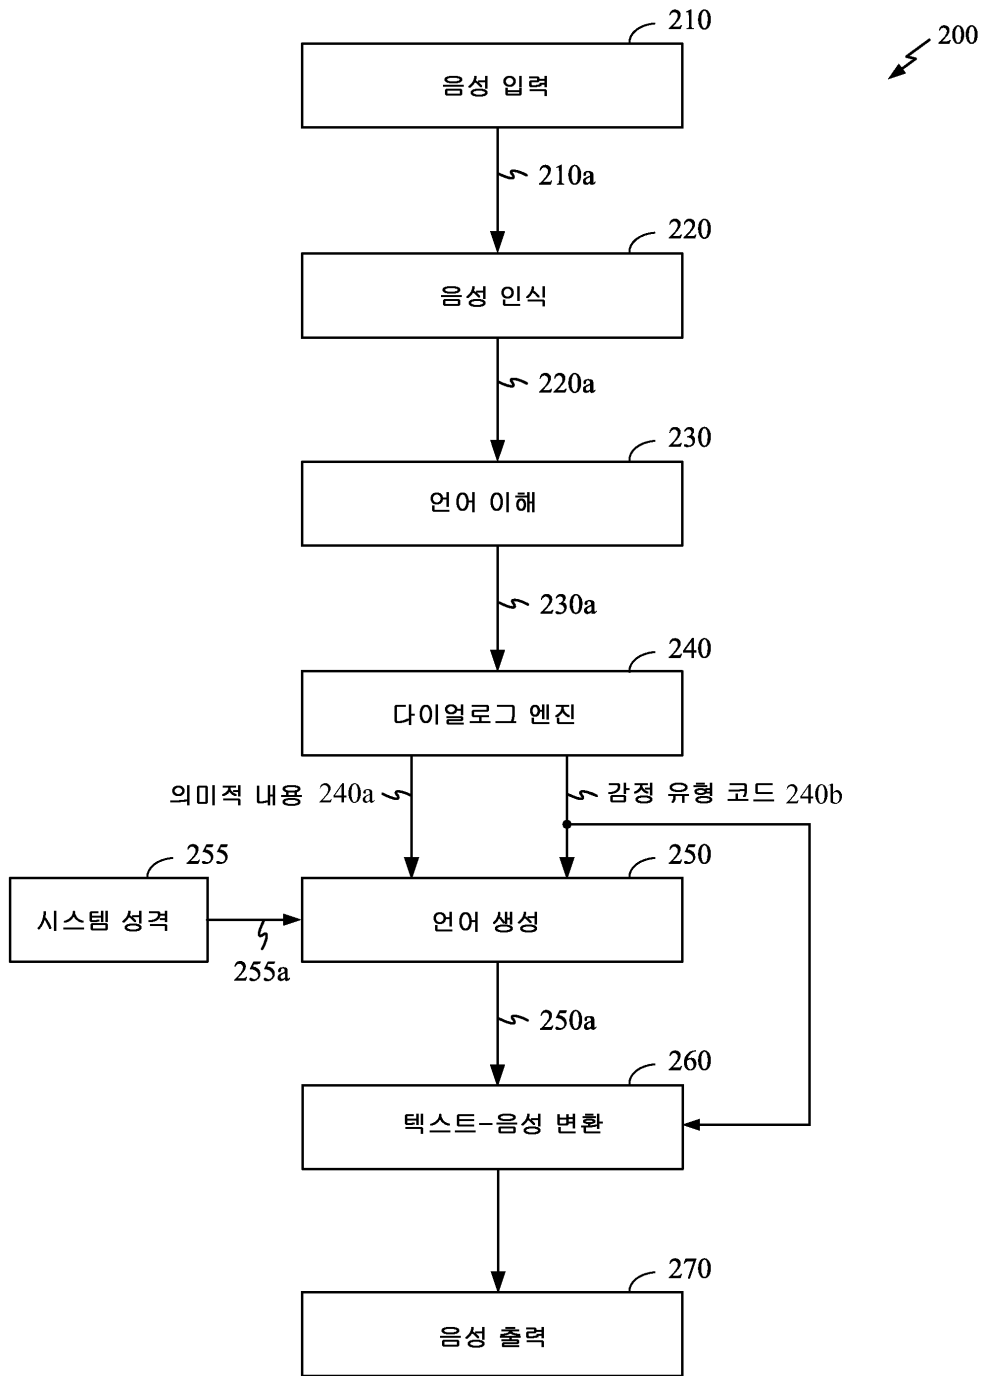 210
200
음성 입력
210a
220
음성 인식
220a
230
언어 이해
230a
240
다이얼로그 엔진
의미적 내용 240a
감정 유형 코드 240b
255
250
시스템 성격
언어 생성
255a
250a
260
텍스트-음성 변환
270
음성 출력